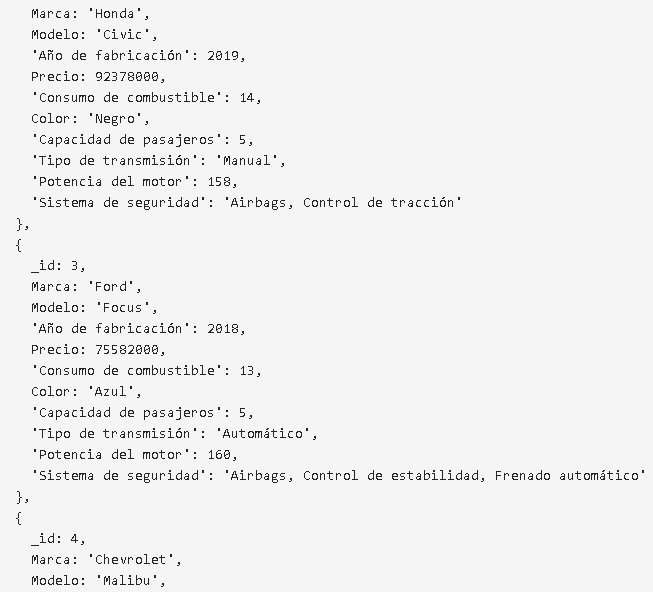 Marca: 'Honda',
Modelo: 'Civic',
'Año de fabricación': 2019,
Precio: 92378000,
'Consumo de combustible': 14,
Color: 'Negro',
'Capacidad de pasajeros': 5,
'Tipo de transmisión': 'Manual',
'Potencia del motor': 158,
'Sistema de seguridad': 'Airbags, Control de tracción'
},
{
_id: 3,
Marca: 'Ford',
Modelo: 'Focus',
'Año de fabricación': 2018,
Precio: 75582000,
'Consumo de combustible': 13,
Color: 'Azul',
'Capacidad de pasajeros': 5,
'Tipo de transmisión': 'Automático',
'Potencia del motor': 160,
'Sistema de seguridad': 'Airbags, Control de estabilidad, Frenado automático'
},
{
_id: 4,
Marca: 'Chevrolet',
Modelo: 'Malibu',